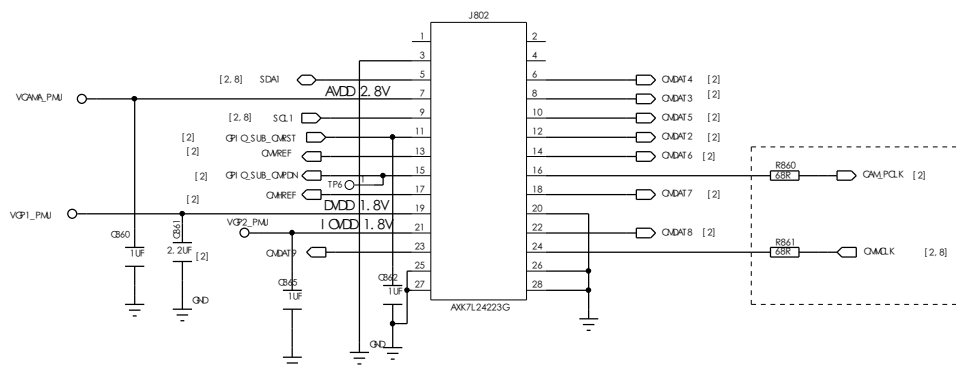 J802
1 2
3 4
[2, 8] SDA1 5 6 CMDAT4 [2]
VCAMA_PMU AVDD 2.8V 7 8 CMDAT3 [2]
[2, 8] SCL1 9 10 CMDAT5 [2]
[2] GPIO_SUB_CMRST 11 12 CMDAT2 [2]
[2] CMVREF 13 14 CMDAT6 [2]
[2] GPIO_SUB_CMPDN 15 16 R860 68R CAM_PCLK [2]
TP6 1
[2] CMHREF 17 18 CMDAT7 [2]
VGP1_PMU DVDD 1.8V 19 20
VGP2_PMU IOVDD 1.8V 21 22 CMDAT8 [2]
[2] CMDAT9 23 24 R861 68R CMMCLK [2, 8]
C860 1UF
C861 2.2UF
25 26
C865 1UF
C862 1UF
27 28
GND
AXK7L24223G
GND